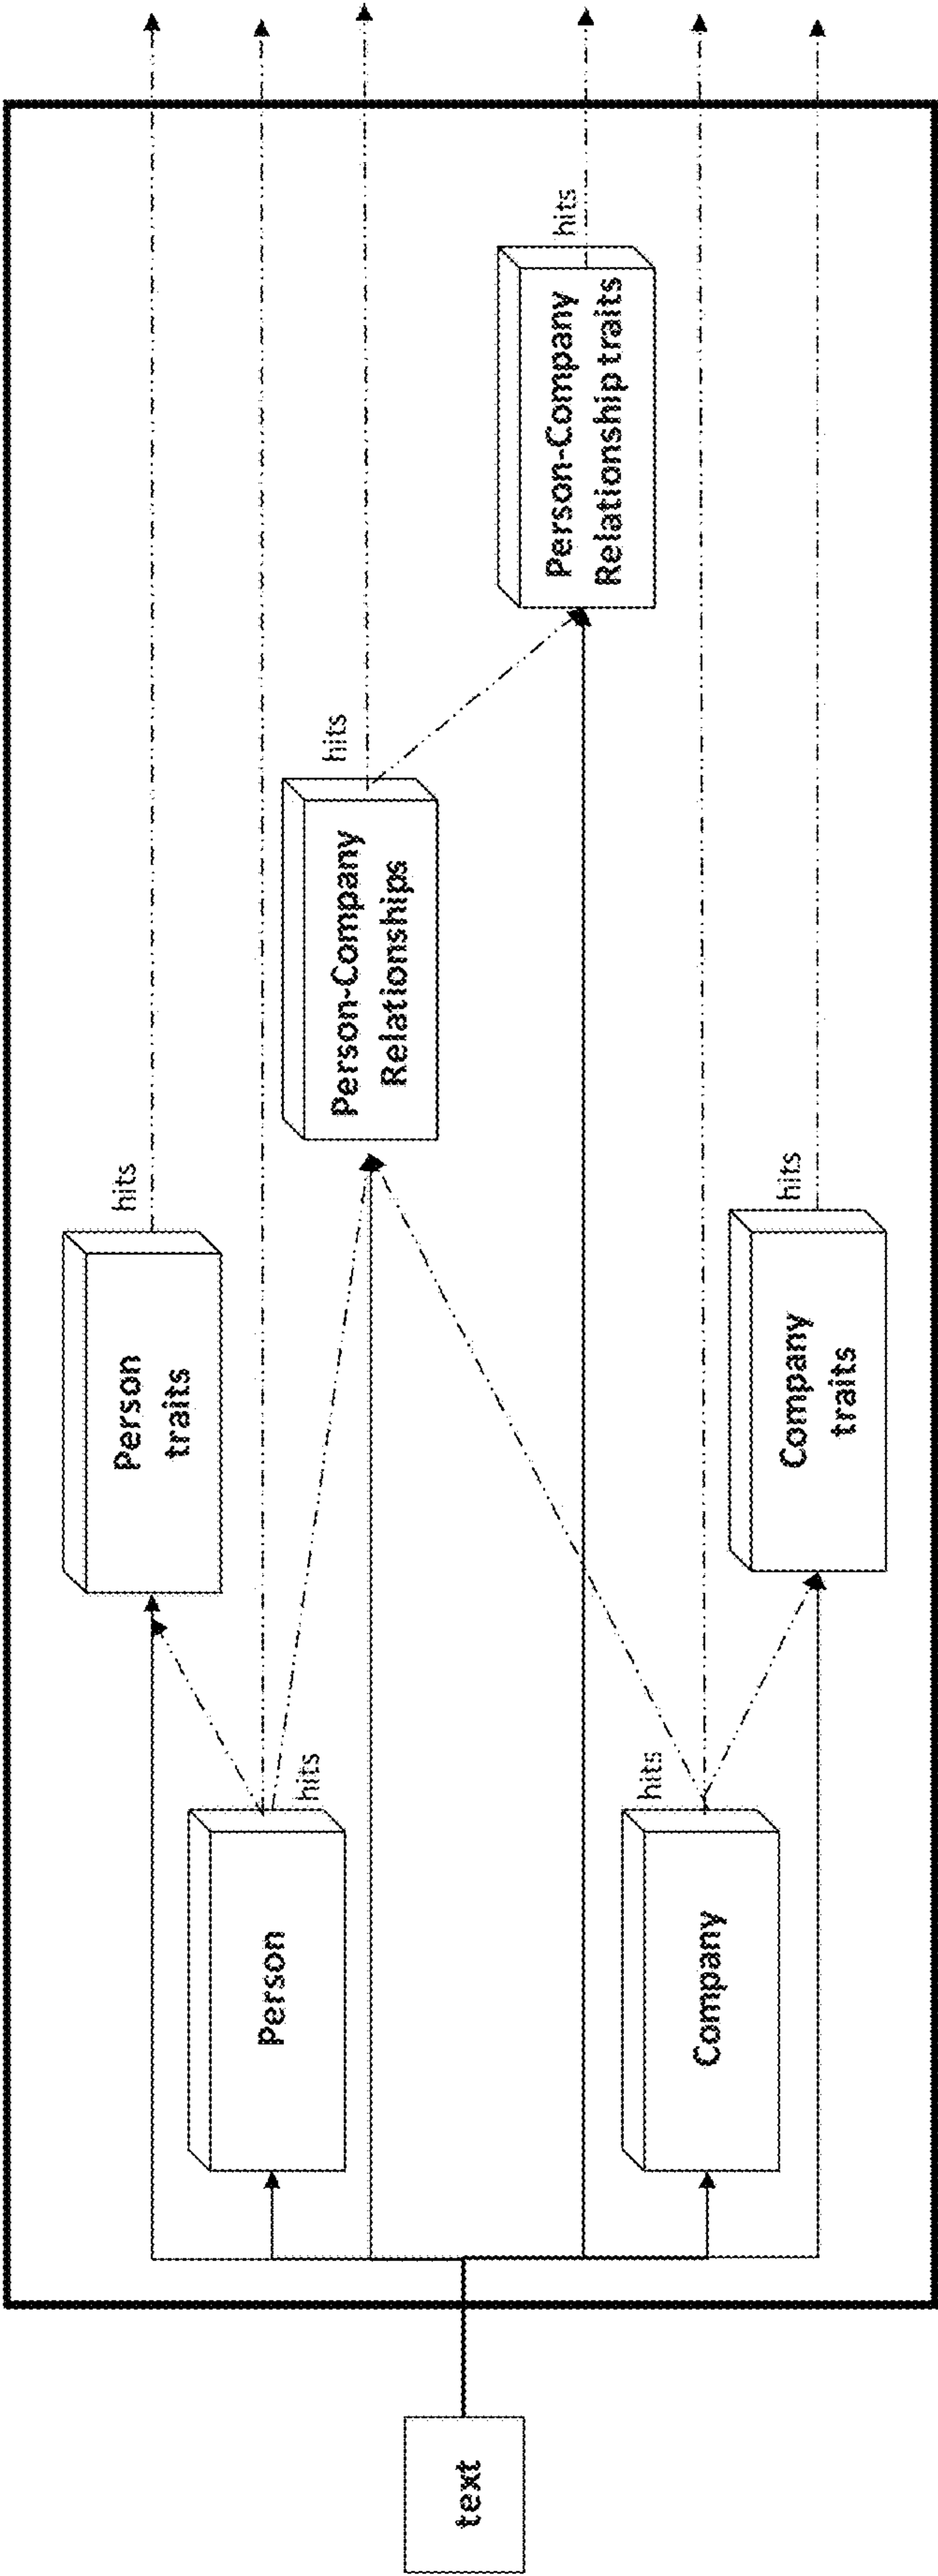 text
Person
hits
Company
hits
Person
traits
hits
Company
traits
hits
Person-Company
Relationships
hits
Person-Company
Relationship traits
hits